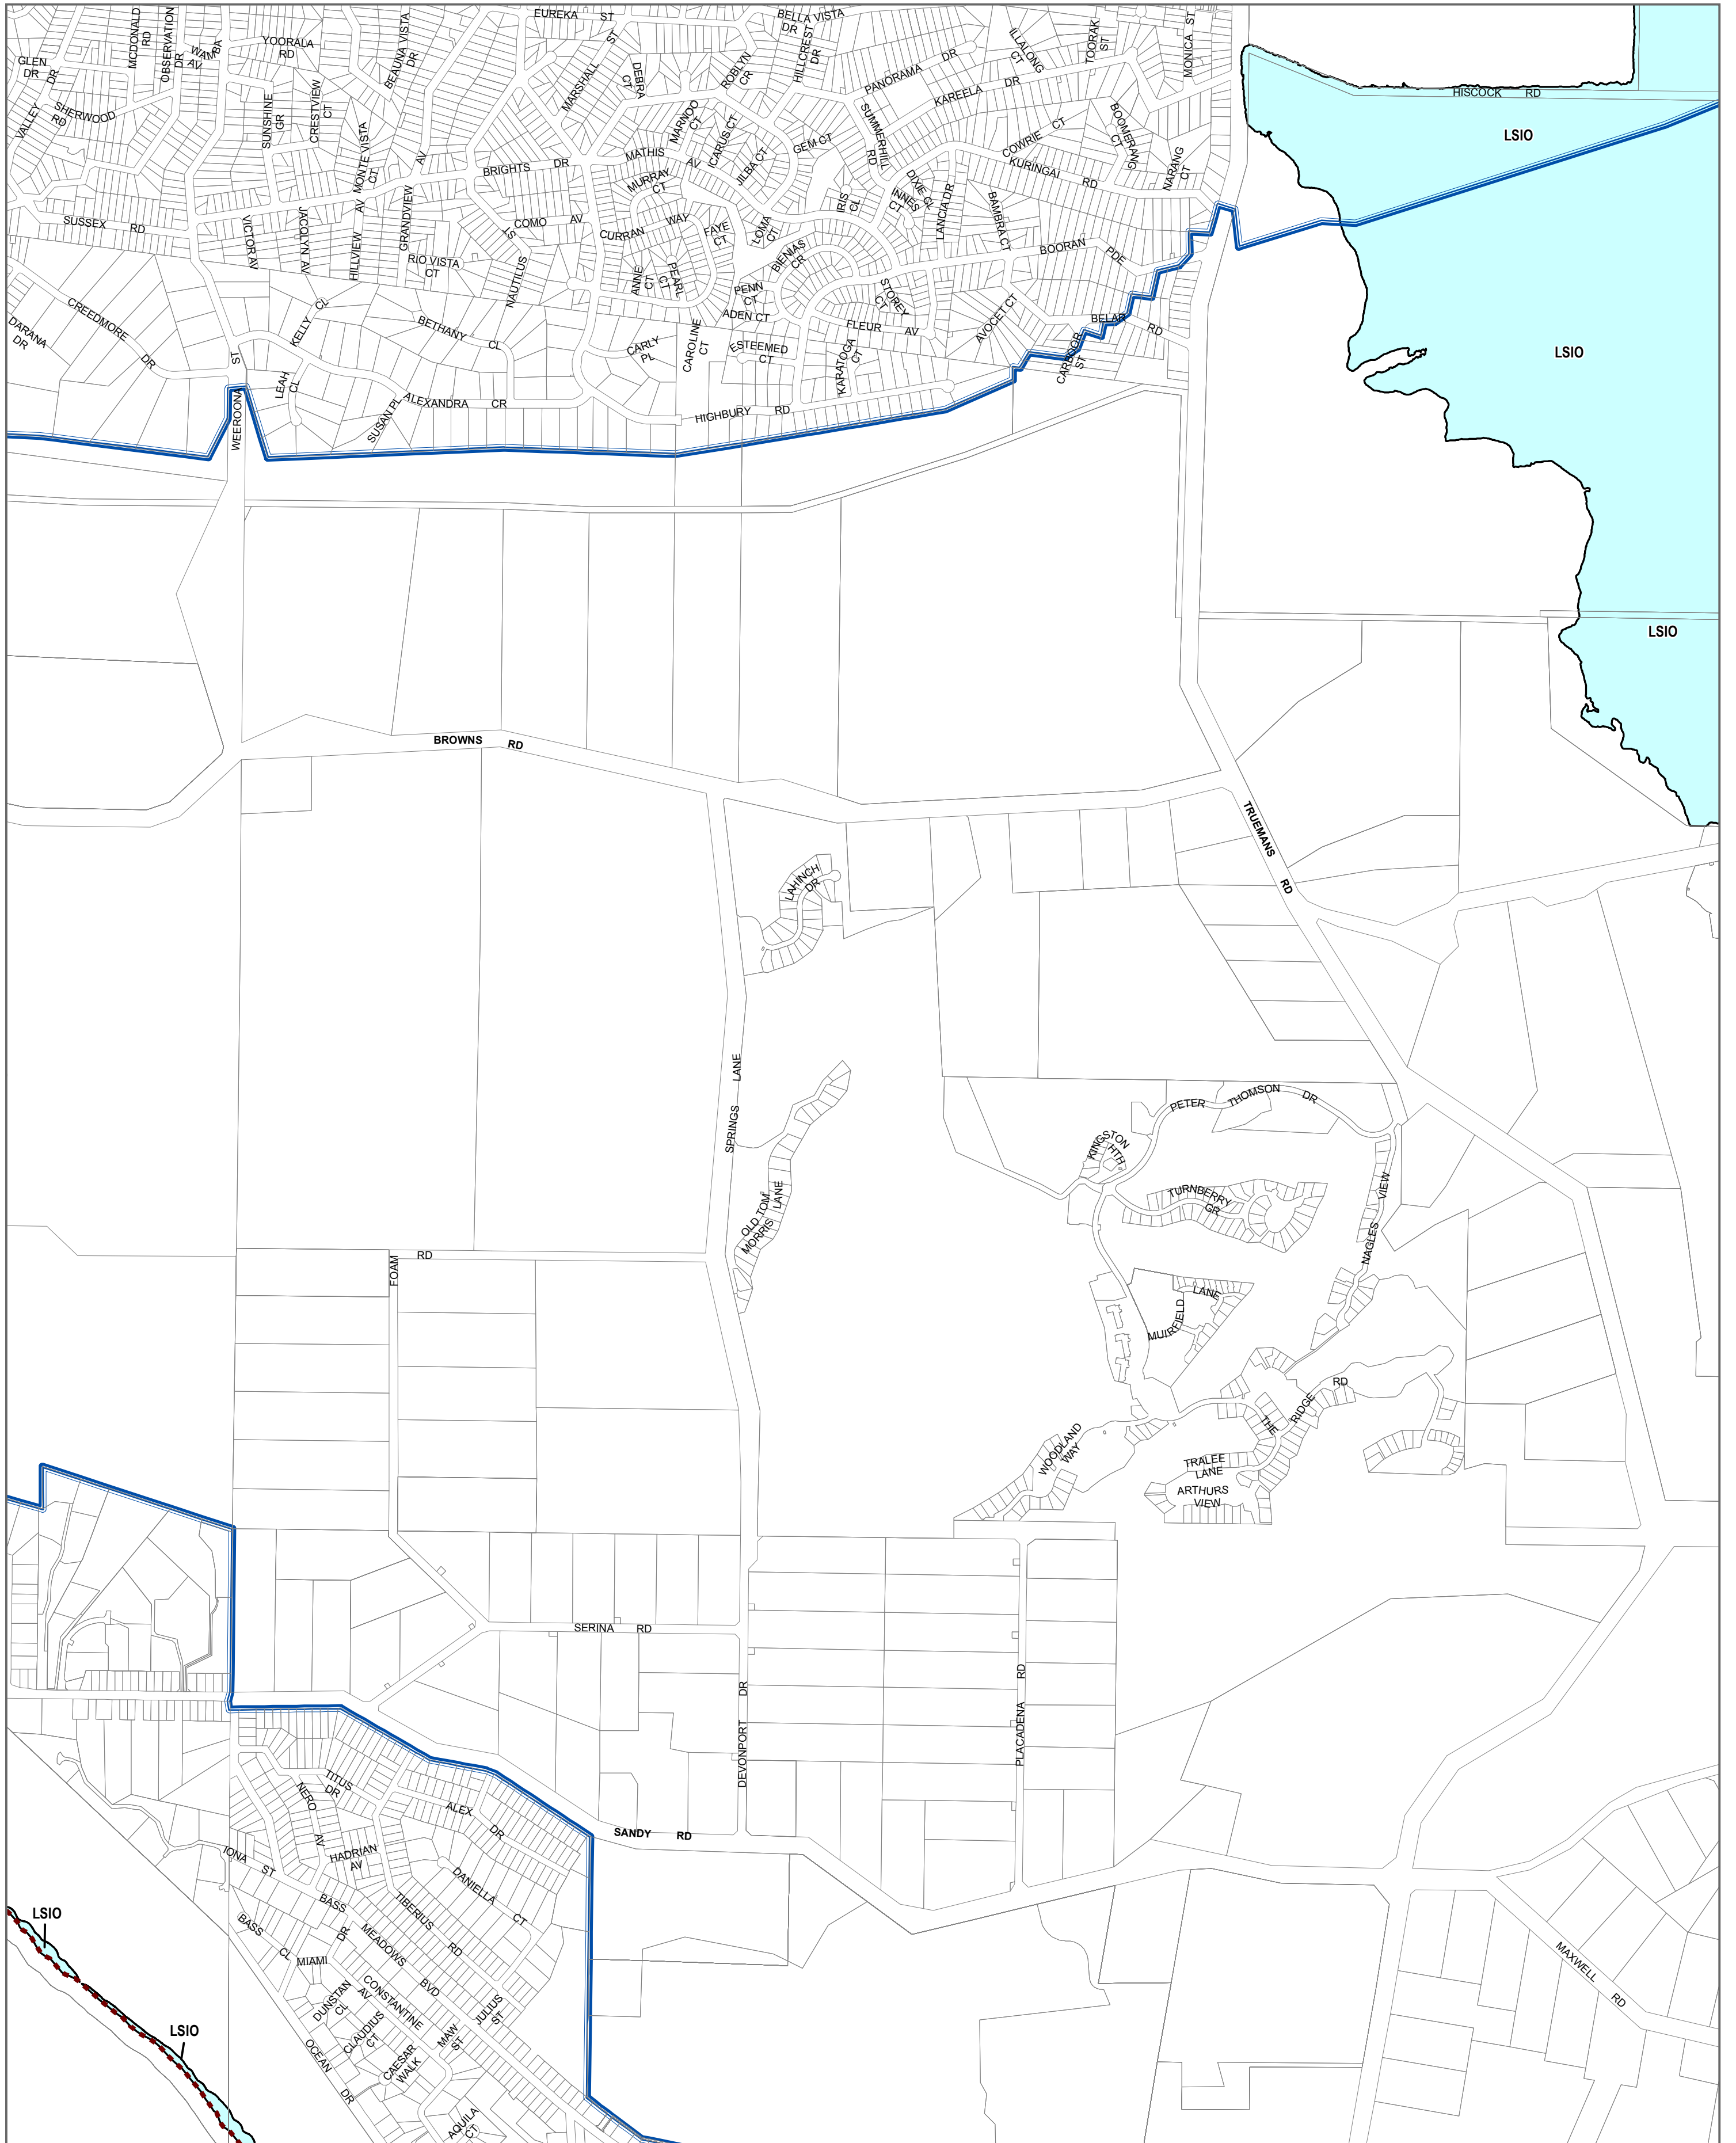 EUREKA ST
BELLA VISTA
DR
MCDONALD
RD
OBSERVATION
DR
WAMBA
AV
YOORALA
RD
BEAUNA VISTA
DR
GLEN
DR
VALLEY DR
SHERWOOD
RD
SUNSHINE
GR
CRESTVIEW
CT
MARSHALL ST
DEBRA
CT
ROBLYN
CR
HILLCREST
DR
PANORAMA DR
ILLALONG
CT
TOORAK
ST
MONICA ST
KAREELA DR
HISCOCK RD
LSIO
MARNOO
CT
ICARUS CT
GEM CT
SUMMERHILL
RD
COWRIE CT
BOOMERANG
CT
KURINGAI RD
NARANG
CT
MONTE VISTA
CT
BRIGHTS DR
MATHIS AV
MURRAY
CT
JILBA CT
IRIS
CL
INNES
CT
DIXIE
CL
LANCIA DR
BAMBRA CT
SUSSEX RD
VICTOR AV
JACOLYN AV
HILLVIEW AV
GRANDVIEW AV
COMO AV
CURRAN WAY
FAYE
CT
LOMA
CT
BIENIAS
CR
BOORAN PDE
RIO VISTA
CT
NAUTILUS ST
ANNE
CT
PEARL
CT
PENN
CT
ADEN CT
STOREY
CT
AVOCET CT
BELAR RD
CREEDMORE DR
DARANA
DR
KELLY CL
BETHANY CL
CARLY
PL
CAROLINE
CT
ESTEEMED
CT
FLEUR AV
KARATOGA
CT
CARBOOR
ST
LSIO
LEAH
CL
SUSAN PL
ALEXANDRA CR
HIGHBURY RD
WEEROONA ST
LSIO
BROWNS RD
TRUEMANS RD
LAHINCH
DR
SPRINGS LANE
PETER THOMSON DR
KINGSTON
HTH
TURNBERRY
GR
NAGLES VIEW
OLD TOM
MORRIS LANE
FOAM RD
MUIRFIELD LANE
THE RIDGE RD
WOODLAND
WAY
TRALEE
LANE
ARTHURS
VIEW
SERINA RD
DEVONPORT DR
PLACADENA RD
TITUS
DR
NERO AV
ALEX DR
SANDY RD
HADRIAN
AV
IONA ST
DANIELLA CT
BASS
TIBERIUS RD
BASS CL
DR
MEADOWS BVD
MIAMI
LSIO
MAXWELL RD
DUNSTAN
CL
CONSTANTINE
AV
JULIUS
ST
CLAUDIUS
CT
MAW
ST
LSIO
OCEAN DR
CAESAR
WALK
AQUILA
CT